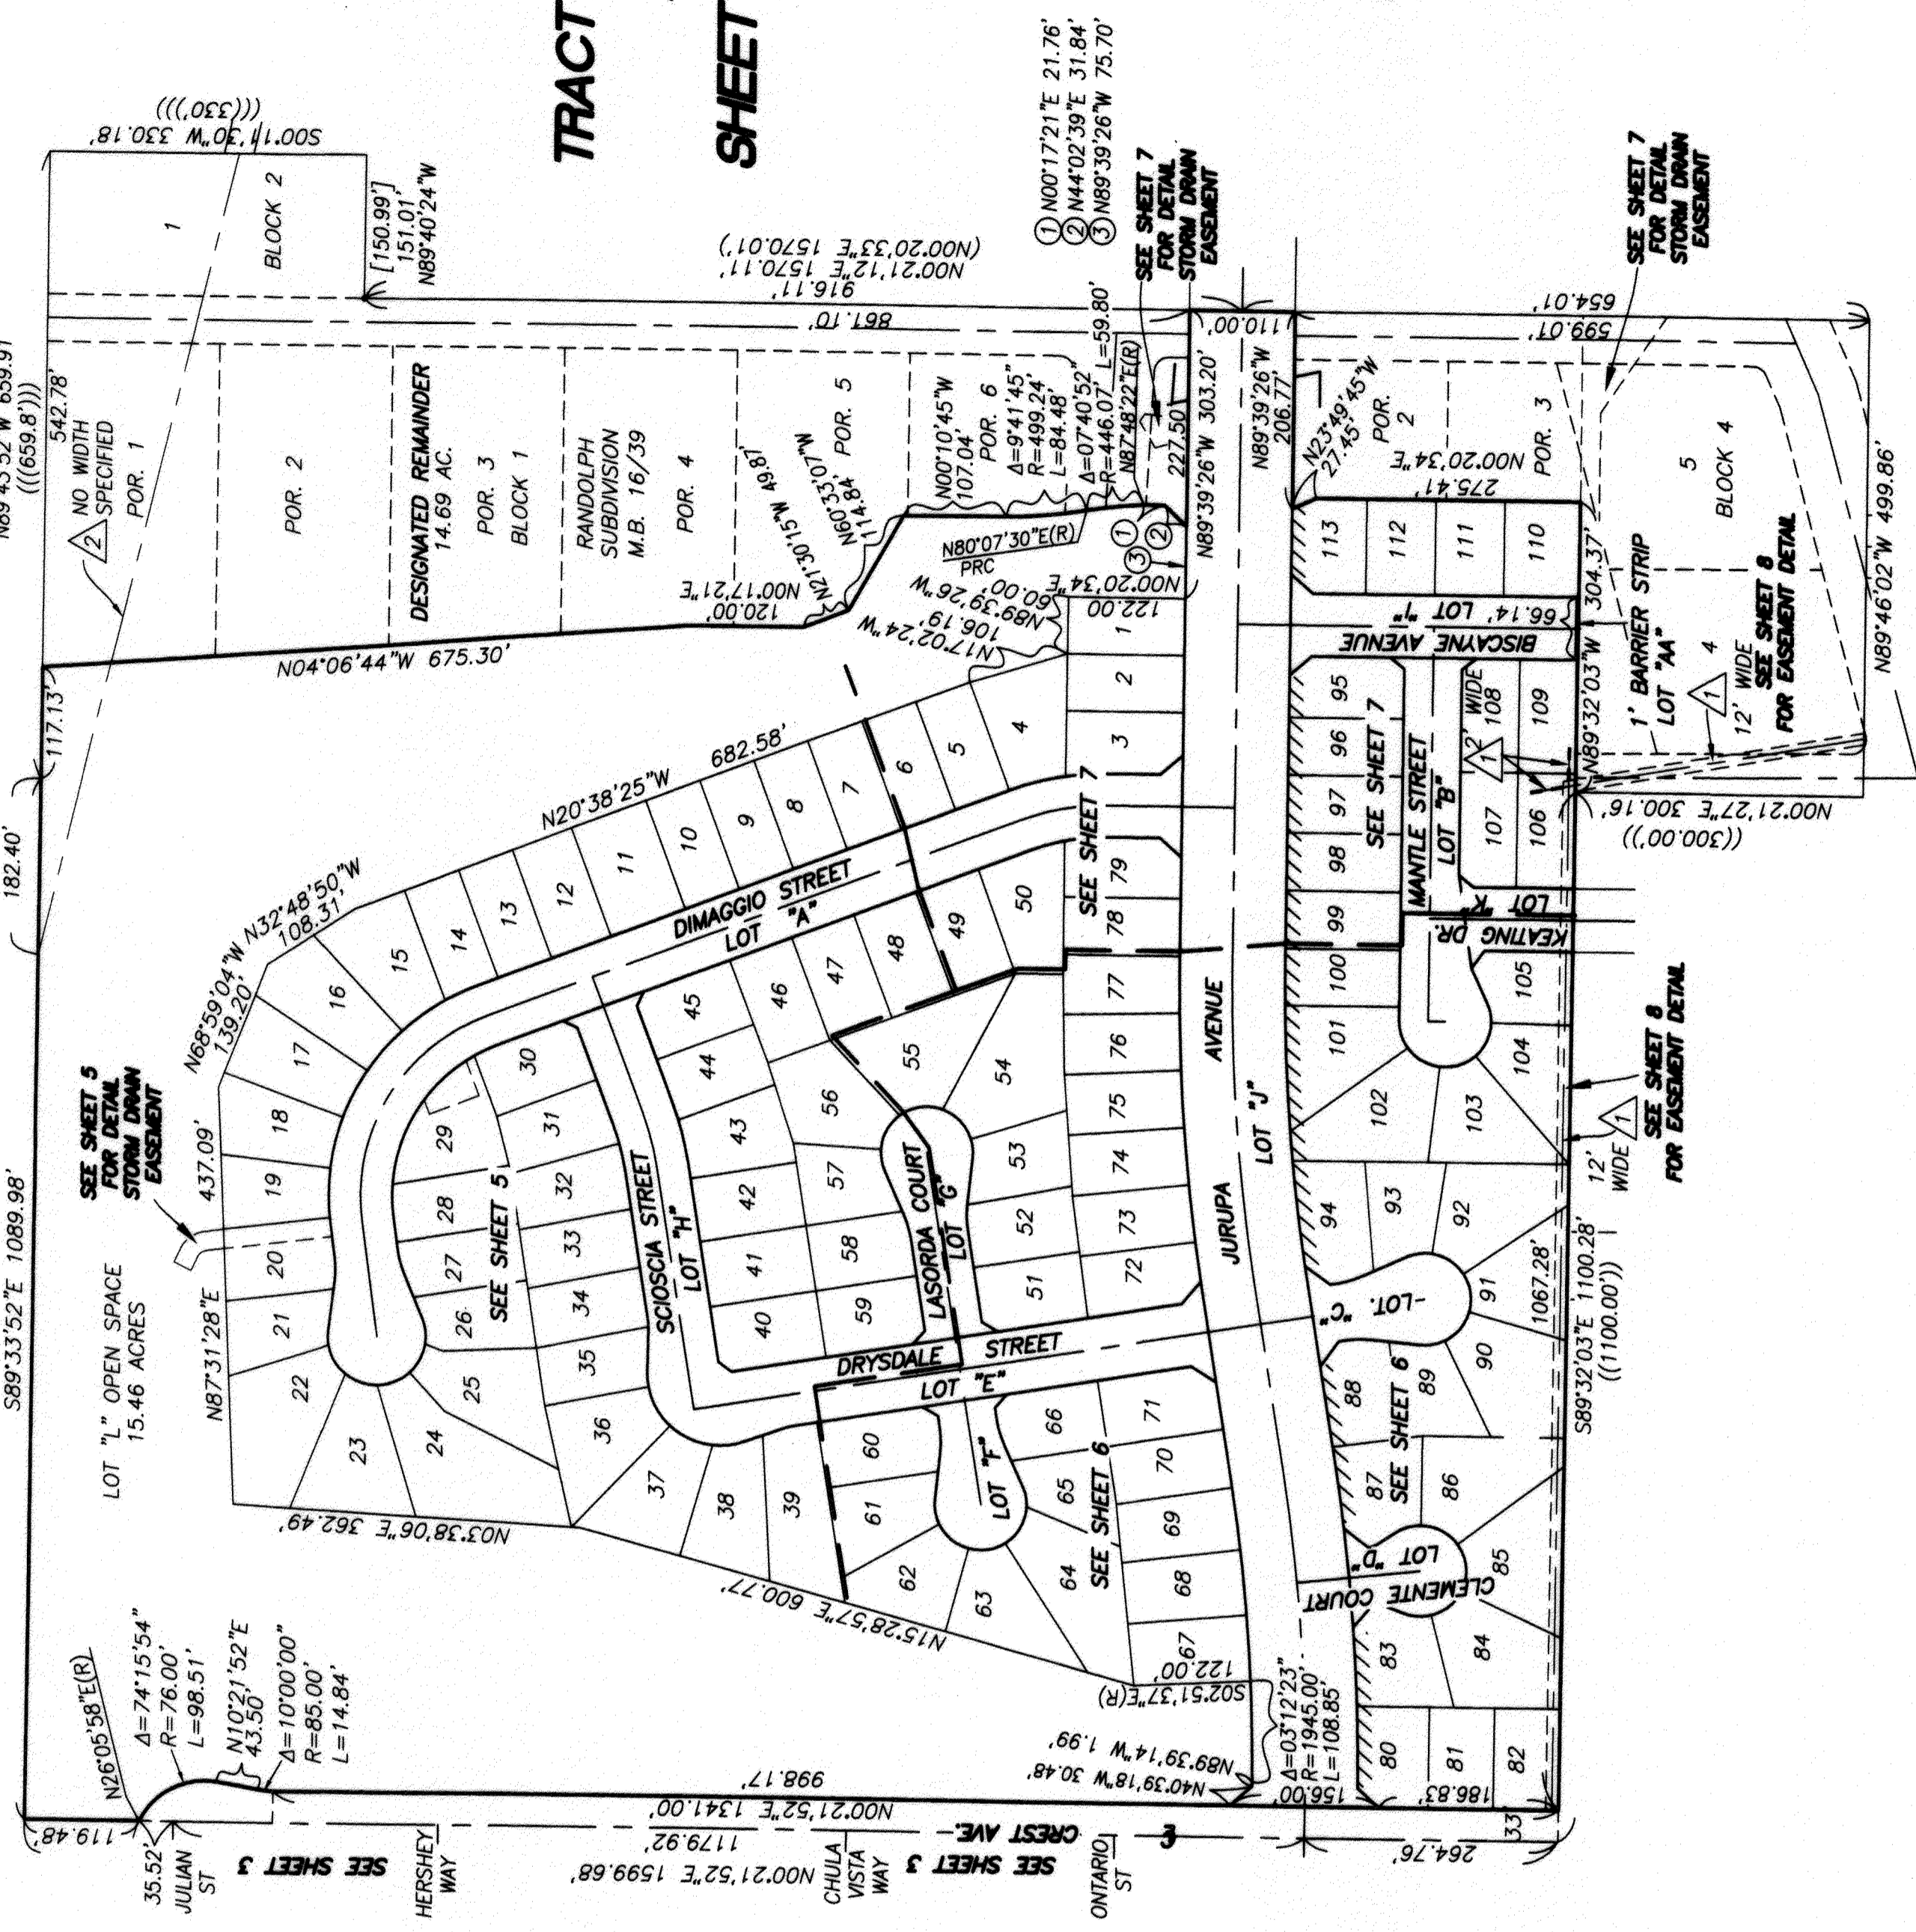 TRACT
SHEET
N89°43'52"W 659.91'
(((659.8')))
542.78'
S00°11'30"W 330.18'
(((330')))
1
BLOCK 2
[150.99']
151.01'
N89°40'24"W
2
NO WIDTH
SPECIFIED
POR. 1
POR. 2
DESIGNATED REMAINDER
14.69 AC.
POR. 3
BLOCK 1
RANDOLPH
SUBDIVISION
M.B. 16/39
POR. 4
POR. 5
POR. 6
N00°21'12"E 1570.11'
(N00°20'33"E 1570.01')
916.11'
861.10'
① N00°17'21"E 21.76'
② N44°02'39"E 31.84'
③ N89°39'26"W 75.70'
SEE SHEET 7
FOR DETAIL
STORM DRAIN
EASEMENT
N00°10'45"W
107.04'
Δ=9°41'45"
R=499.24'
L=84.48'
Δ=07°40'52"
R=446.07' L=59.80'
N87°48'22"E(R)
227.50'
N89°39'26"W 303.20'
110.00'
N89°39'26"W
206.77'
N23°49'45"W
27.45'
N60°33'07"W
114.84'
N21°30'15"W 49.87'
N00°17'21"E
120.00'
N80°07'30"E(R)
PRC
① ② ③
N00°20'34"E
122.00
N89°39'26"W
60.00'
N17°02'24"W
106.19'
N04°06'44"W 675.30'
117.13'
182.40'
S89°33'52"E 1089.98'
654.01'
599.01'
SEE SHEET 7
FOR DETAIL
STORM DRAIN
EASEMENT
POR.
2
POR. 3
N00°20'34"E
275.41'
5
BLOCK 4
113
112
111
110
304.37'
66.14'
LOT "I"
BISCAYNE AVENUE
N89°32'03"W
1' BARRIER STRIP
LOT "AA"
4
1
12' WIDE
SEE SHEET 8
FOR EASEMENT DETAIL
N89°46'02"W 499.86'
N00°21'27"E 300.16'
((300.00'))
95
96
97
98
99
SEE SHEET 7
MANTLE STREET
LOT "B"
12' WIDE
1
108
109
107
106
LOT "K"
KEATING DR.
100
101
105
104
102
103
94
93
92
91
90
89
88
87
86
85
84
83
80
81
82
LOT. "C"
SEE SHEET 6
LOT "D"
CLEMENTE COURT
12'
WIDE
1
SEE SHEET 8
FOR EASEMENT DETAIL
1067.28'
S89°32'03"E 1100.28'
((1100.00'))
JURUPA AVENUE
LOT "J"
1
2
3
4
5
6
7
8
9
10
11
12
13
14
15
16
17
18
19
20
21
22
23
24
25
26
27
28
29
30
31
32
33
34
35
36
37
38
39
40
41
42
43
44
45
46
47
48
49
50
51
52
53
54
55
56
57
58
59
60
61
62
63
64
65
66
67
68
69
70
71
72
73
74
75
76
77
78
79
SEE SHEET 7
DIMAGGIO STREET
LOT "A"
682.58'
N20°38'25"W
N32°48'50"W
108.31'
N68°59'04"W
139.20'
437.09'
N87°31'28"E
SEE SHEET 5
FOR DETAIL
STORM DRAIN
EASEMENT
LOT "L" OPEN SPACE
15.46 ACRES
SEE SHEET 5
SCIOSCIA STREET
LOT "H"
LASORDA COURT
LOT "G"
DRYSDALE STREET
LOT "E"
LOT "F"
SEE SHEET 6
N03°38'06"E 362.49'
N15°28'57"E 600.77'
N26°05'58"E(R)
Δ=74°15'54"
R=76.00'
L=98.51'
N10°21'52"E
43.50'
Δ=10°00'00"
R=85.00'
L=14.84'
S02°51'37"E(R)
122.00'
Δ=03°12'23"
R=1945.00'
L=108.85'
N89°39'14"W 1.99'
N40°39'18"W 30.48'
156.00'
186.83'
33'
264.76'
119.48'
35.52'
JULIAN
ST
SEE SHEET 3
HERSHEY
WAY
998.17'
N00°21'52"E 1341.00'
1179.92'
N00°21'52"E 1599.68'
CHULA
VISTA
WAY
CREST AVE.
SEE SHEET 3
ONTARIO
ST